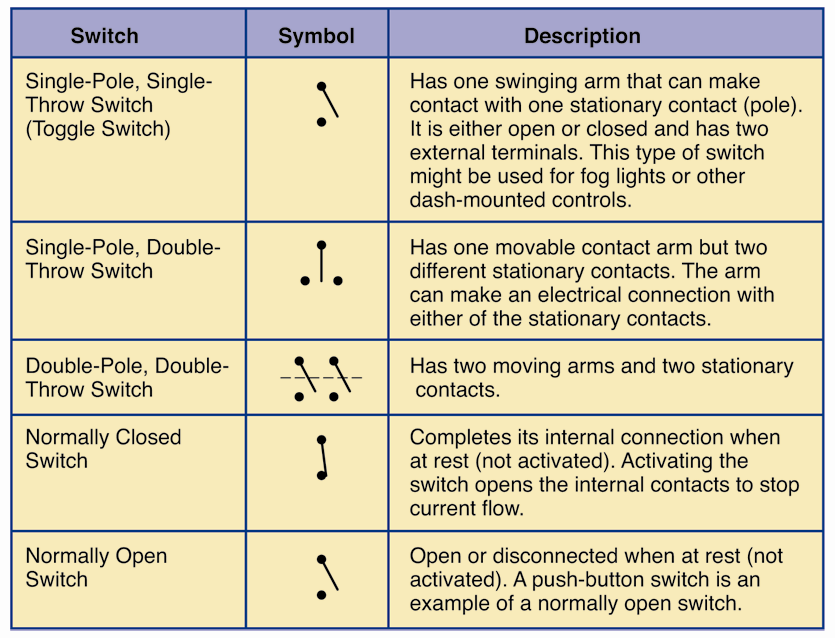 Switch
Symbol
Description
Single-Pole, Single-
Throw Switch
(Toggle Switch)
Has one swinging arm that can make
contact with one stationary contact (pole).
It is either open or closed and has two
external terminals. This type of switch
might be used for fog lights or other
dash-mounted controls.
Single-Pole, Double-
Throw Switch
Has one movable contact arm but two
different stationary contacts. The arm
can make an electrical connection with
either of the stationary contacts.
Double-Pole, Double-
Throw Switch
Has two moving arms and two stationary
contacts.
Normally Closed
Switch
Completes its internal connection when
at rest (not activated). Activating the
switch opens the internal contacts to stop
current flow.
Normally Open
Switch
Open or disconnected when at rest (not
activated). A push-button switch is an
example of a normally open switch.